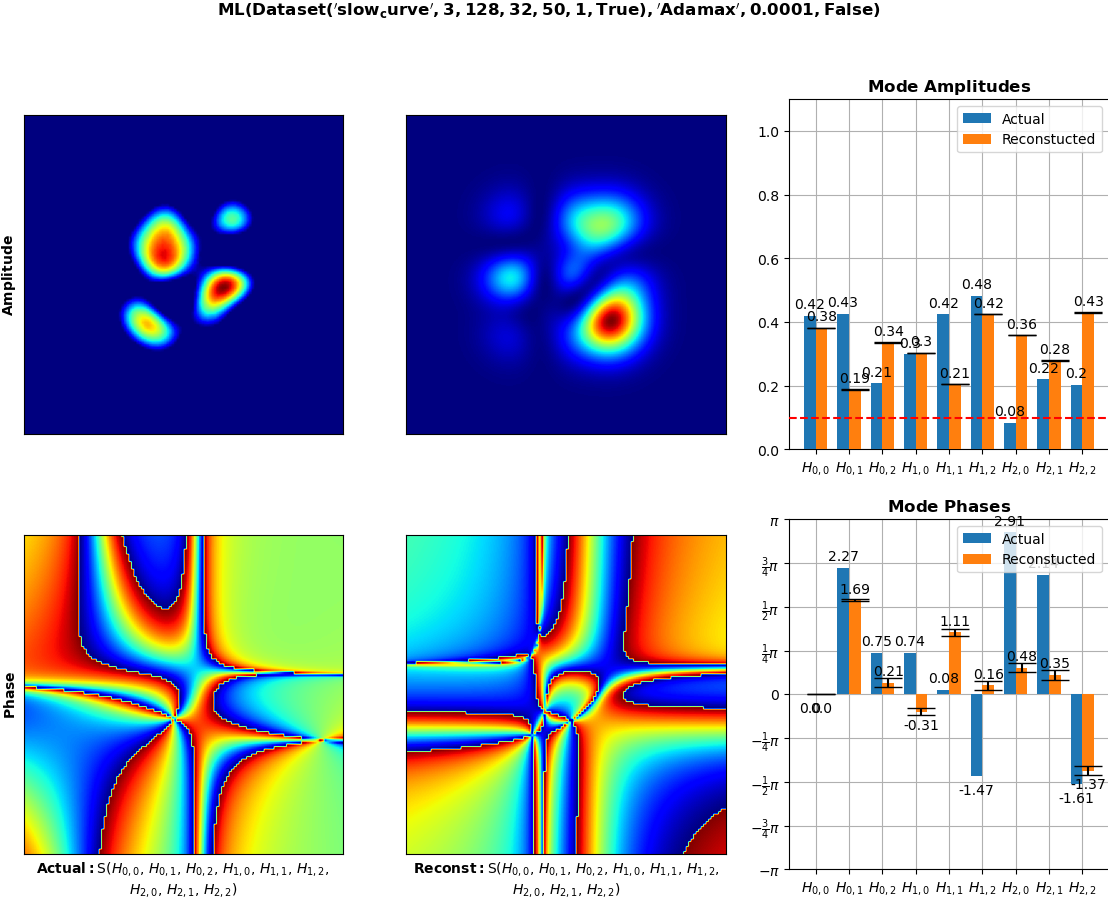 ML(Dataset(′slow_curve′, 3, 128, 32, 50, 1, True), ′Adamax′, 0.0001, False)
Amplitude
Mode Amplitudes
Actual
Reconstucted
1.0
0.8
0.6
0.4
0.2
0.0
0.42 0.43 0.21 0.3 0.42 0.48 0.08 0.22 0.2
0.38 0.19 0.34 0.3 0.21 0.42 0.36 0.28 0.43
H0,0 H0,1 H0,2 H1,0 H1,1 H1,2 H2,0 H2,1 H2,2
Phase
Actual: S(H0,0, H0,1, H0,2, H1,0, H1,1, H1,2,
H2,0, H2,1, H2,2)
Reconst: S(H0,0, H0,1, H0,2, H1,0, H1,1, H1,2,
H2,0, H2,1, H2,2)
Mode Phases
Actual
Reconstucted
π
3/4π
1/2π
1/4π
0
−1/4π
−1/2π
−3/4π
−π
0.0 2.27 0.75 0.74 0.08 -1.47 2.91 -1.61
0.0 1.69 0.21 -0.31 1.11 0.16 0.48 0.35 -1.37
H0,0 H0,1 H0,2 H1,0 H1,1 H1,2 H2,0 H2,1 H2,2